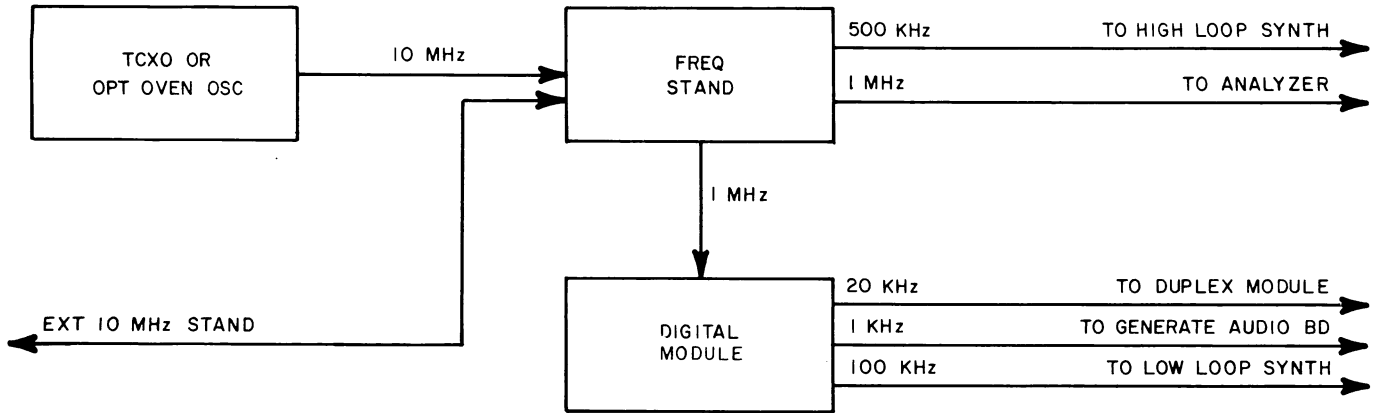 TCXO OR
OPT OVEN OSC
10 MHz
FREQ
STAND
500 KHz
TO HIGH LOOP SYNTH
1 MHz
TO ANALYZER
1 MHz
EXT 10 MHz STAND
DIGITAL
MODULE
20 KHz
TO DUPLEX MODULE
1 KHz
TO GENERATE AUDIO BD
100 KHz
TO LOW LOOP SYNTH